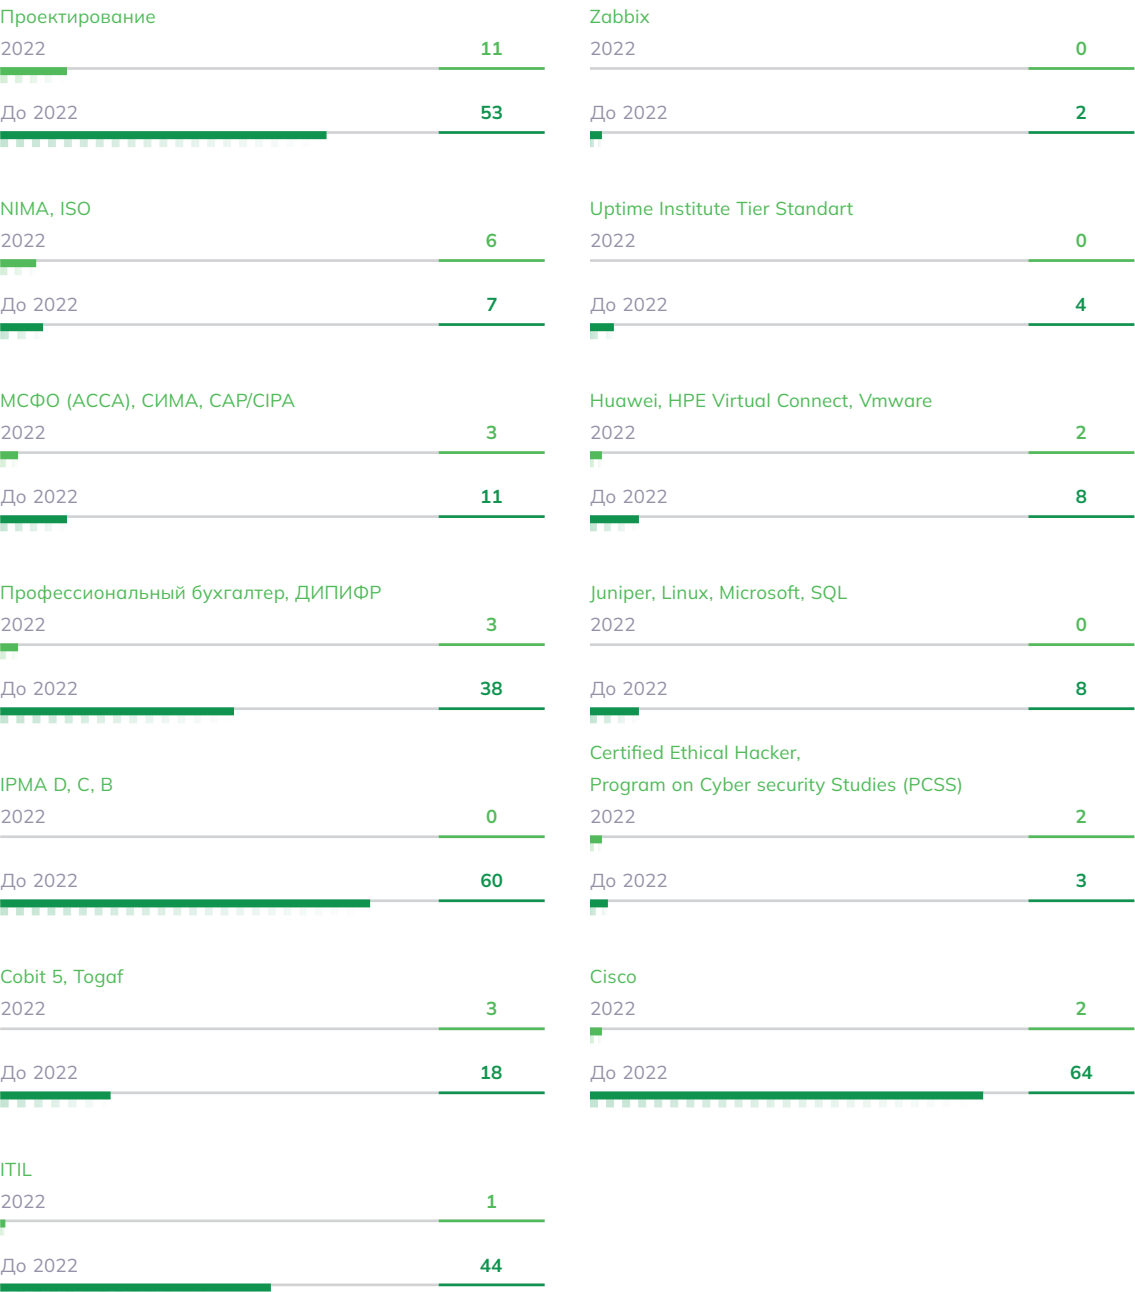 Проектирование
2022 11
До 2022 53
NIMA, ISO
2022 6
До 2022 7
МСФО (АССА), СИМА, CAP/CIPA
2022 3
До 2022 11
Профессиональный бухгалтер, ДИПИФР
2022 3
До 2022 38
IPMA D, C, B
2022 0
До 2022 60
Cobit 5, Togaf
2022 3
До 2022 18
ITIL
2022 1
До 2022 44
Zabbix
2022 0
До 2022 2
Uptime Institute Tier Standart
2022 0
До 2022 4
Huawei, HPE Virtual Connect, Vmware
2022 2
До 2022 8
Juniper, Linux, Microsoft, SQL
2022 0
До 2022 8
Certified Ethical Hacker,
Program on Cyber security Studies (PCSS)
2022 2
До 2022 3
Cisco
2022 2
До 2022 64